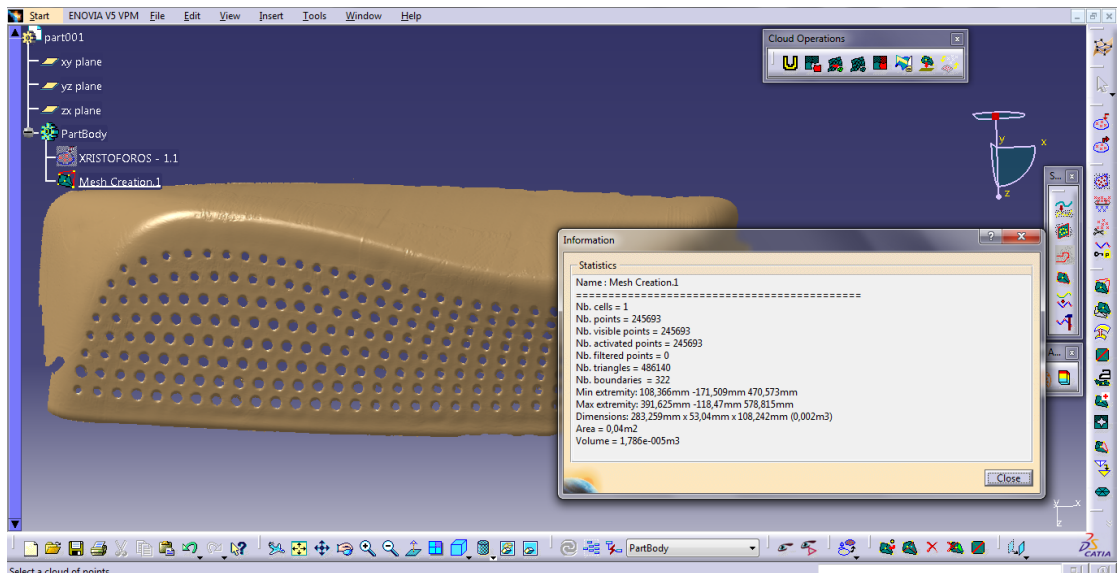 Start ENOVIA V5 VPM File Edit View Insert Tools Window Help
part001
xy plane
yz plane
zx plane
PartBody
XRISTOFOROS - 1.1
Mesh Creation.1
Cloud Operations
y x
z
S...
Information
Statistics
Name : Mesh Creation.1
============================================
Nb. cells = 1
Nb. points = 245693
Nb. visible points = 245693
Nb. activated points = 245693
Nb. filtered points = 0
Nb. triangles = 486140
Nb. boundaries = 322
Min extremity: 108,366mm -171,509mm 470,573mm
Max extremity: 391,625mm -118,47mm 578,815mm
Dimensions: 283,259mm x 53,04mm x 108,242mm (0,002m3)
Area = 0,04m2
Volume = 1,786e-005m3
Close
A...
y x
z
PartBody
CATIA
Select a cloud of points